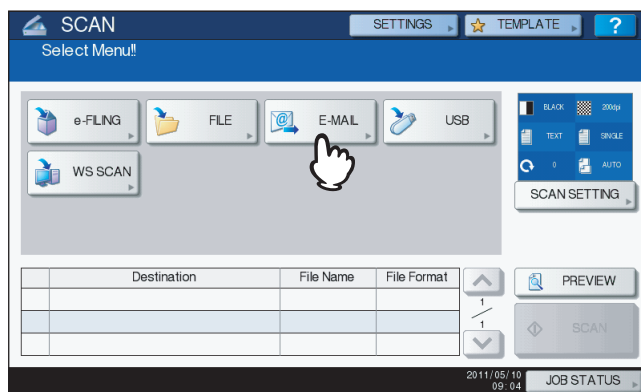 SCAN
SETTINGS
TEMPLATE
?
Select Menu!!
e-FILING
FILE
@
E-MAIL
USB
WS SCAN
BLACK
200dpi
TEXT
SINGLE
0
AUTO
SCAN SETTING
Destination
File Name
File Format
1
1
PREVIEW
SCAN
2011/05/10
09:04
JOB STATUS